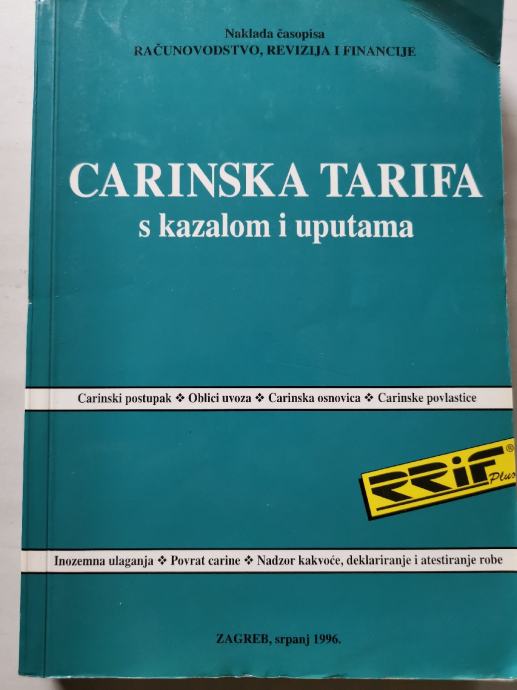 Naklada časopisa
RAČUNOVODSTVO, REVIZIJA I FINANCIJE
CARINSKA TARIFA
s kazalom i uputama
Carinski postupak ❖ Oblici uvoza ❖ Carinska osnovica ❖ Carinske povlastice
RRiF ®
Plus
Inozemna ulaganja ❖ Povrat carine ❖ Nadzor kakvoće, deklariranje i atestiranje robe
ZAGREB, srpanj 1996.